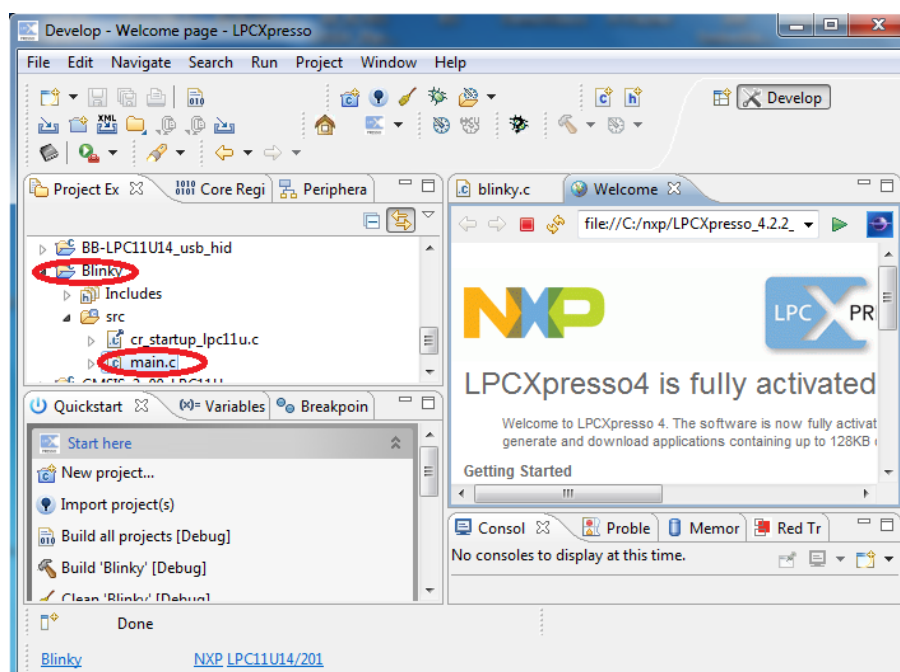 Develop - Welcome page - LPCXpresso
File Edit Navigate Search Run Project Window Help
Develop
Project Ex Core Regi Periphera
BB-LPC11U14_usb_hid
Blinky
Includes
src
cr_startup_lpc11u.c
main.c
Quickstart Variables Breakpoin
Start here
New project...
Import project(s)
Build all projects [Debug]
Build 'Blinky' [Debug]
Clean 'Blinky' [Debug]
blinky.c Welcome
file://C:/nxp/LPCXpresso_4.2.2_
NXP
LPC X PR
LPCXpresso4 is fully activated
Welcome to LPCXpresso 4. The software is now fully activat
generate and download applications containing up to 128KB
Getting Started
Consol Proble Memor Red Tr
No consoles to display at this time.
Done
Blinky NXP LPC11U14/201